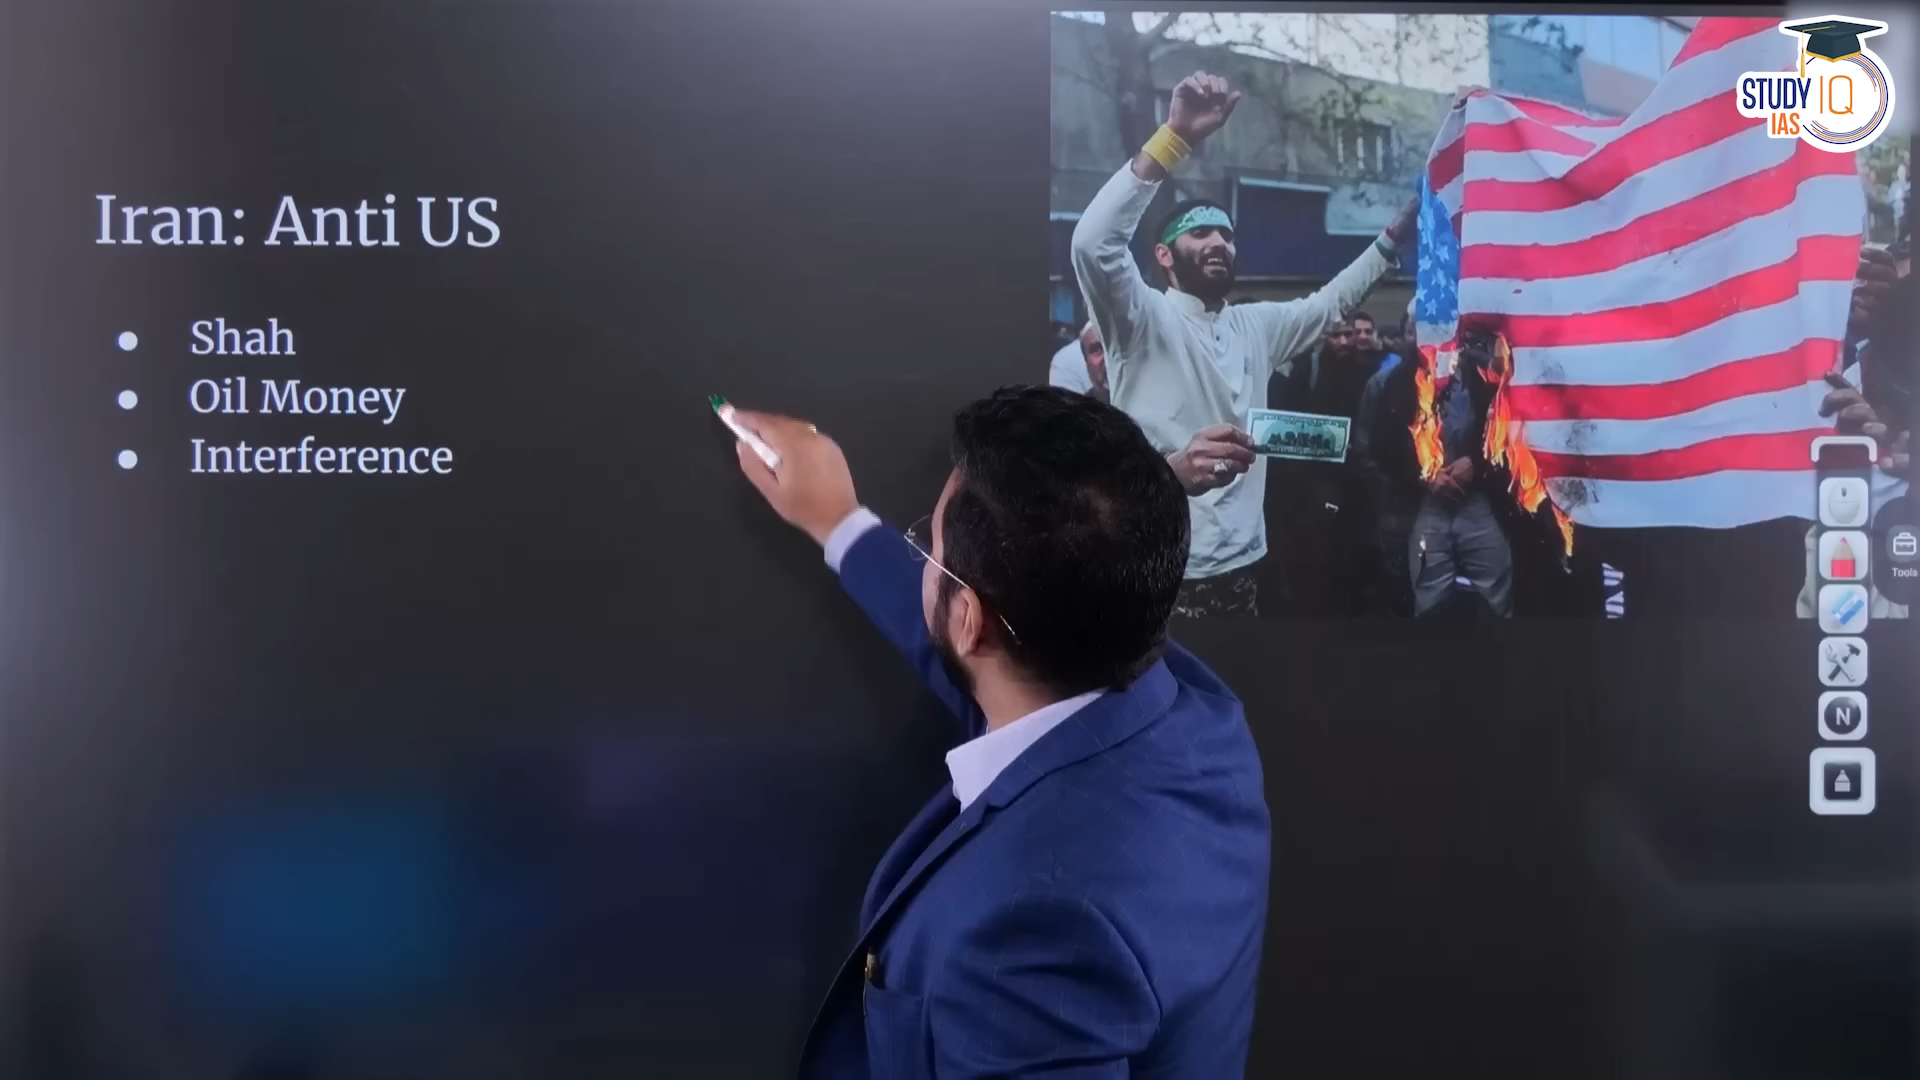 Iran: Anti US
● Shah
● Oil Money
● Interference
STUDY IQ
IAS
Tools
N